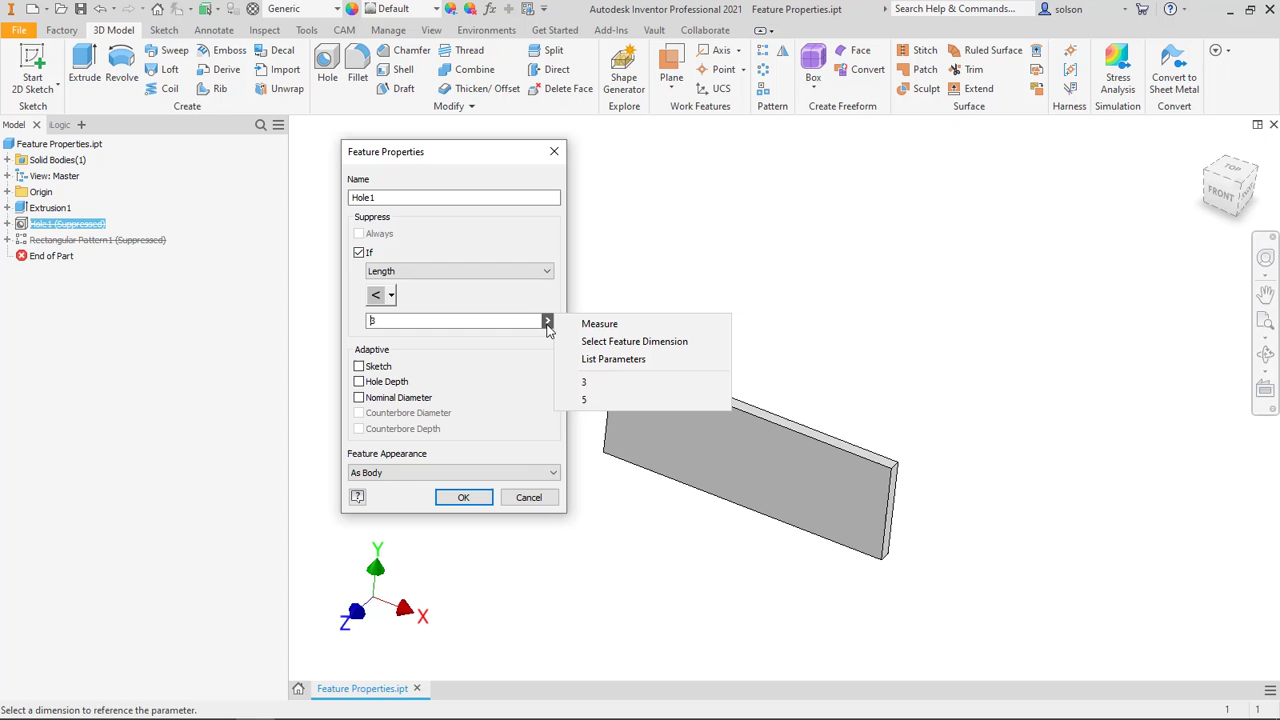 Generic
Default
Autodesk Inventor Professional 2021 Feature Properties.ipt
Search Help & Commands...
solson
File Factory 3D Model Sketch Annotate Inspect Tools CAM Manage View Environments Get Started Add-Ins Vault Collaborate
Start
2D Sketch
Extrude
Revolve
Sweep
Loft
Coil
Emboss
Derive
Rib
Decal
Import
Unwrap
Hole
Fillet
Chamfer
Shell
Draft
Thread
Combine
Thicken/ Offset
Split
Direct
Delete Face
Shape
Generator
Plane
Axis
Point
UCS
Box
Face
Convert
Stitch
Patch
Sculpt
Ruled Surface
Trim
Extend
Stress
Analysis
Convert to
Sheet Metal
Sketch Create Modify Explore Work Features Pattern Create Freeform Surface Harness Simulation Convert
Model iLogic
Feature Properties.ipt
Solid Bodies(1)
View: Master
Origin
Extrusion1
Hole1 (Suppressed)
Rectangular Pattern1 (Suppressed)
End of Part
Feature Properties
Name
Hole1
Suppress
Always
If
Length
<
3
Adaptive
Sketch
Hole Depth
Nominal Diameter
Counterbore Diameter
Counterbore Depth
Feature Appearance
As Body
OK Cancel
Measure
Select Feature Dimension
List Parameters
3
5
TOP
FRONT
Y
X
Z
Feature Properties.ipt
Select a dimension to reference the parameter.
1 1